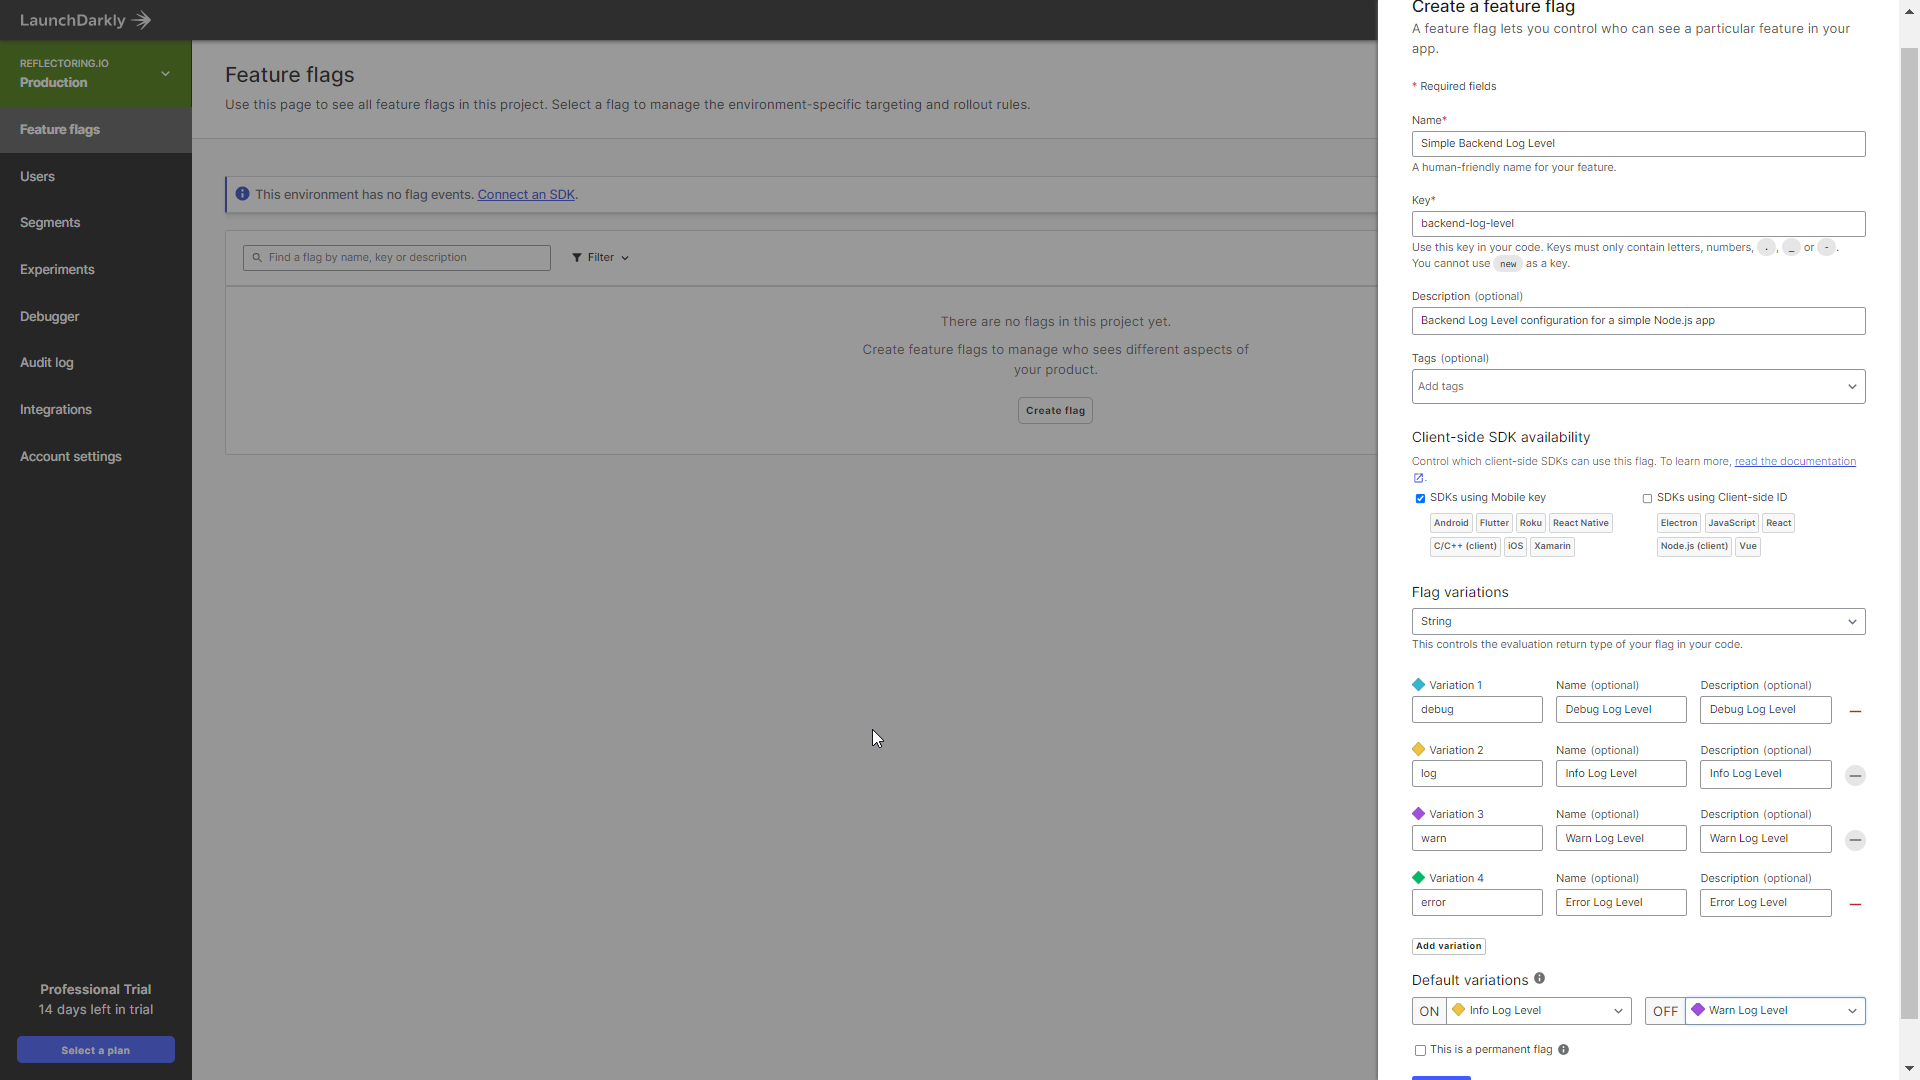 LaunchDarkly
REFLECTORING.IO
Production
Feature flags
Users
Segments
Experiments
Debugger
Audit log
Integrations
Account settings
Professional Trial
14 days left in trial
Select a plan
Feature flags
Use this page to see all feature flags in this project. Select a flag to manage the environment-specific targeting and rollout rules.
This environment has no flag events. Connect an SDK.
Find a flag by name, key or description
Filter
There are no flags in this project yet.
Create feature flags to manage who sees different aspects of
your product.
Create flag
Create a feature flag
A feature flag lets you control who can see a particular feature in your
app.
* Required fields
Name*
Simple Backend Log Level
A human-friendly name for your feature.
Key*
backend-log-level
Use this key in your code. Keys must only contain letters, numbers, . , _ or - .
You cannot use new as a key.
Description (optional)
Backend Log Level configuration for a simple Node.js app
Tags (optional)
Add tags
Client-side SDK availability
Control which client-side SDKs can use this flag. To learn more, read the documentation
.
SDKs using Mobile key
Android Flutter Roku React Native
C/C++ (client) iOS Xamarin
SDKs using Client-side ID
Electron JavaScript React
Node.js (client) Vue
Flag variations
String
This controls the evaluation return type of your flag in your code.
Variation 1 Name (optional) Description (optional)
debug Debug Log Level Debug Log Level
Variation 2 Name (optional) Description (optional)
log Info Log Level Info Log Level
Variation 3 Name (optional) Description (optional)
warn Warn Log Level Warn Log Level
Variation 4 Name (optional) Description (optional)
error Error Log Level Error Log Level
Add variation
Default variations
ON Info Log Level OFF Warn Log Level
This is a permanent flag